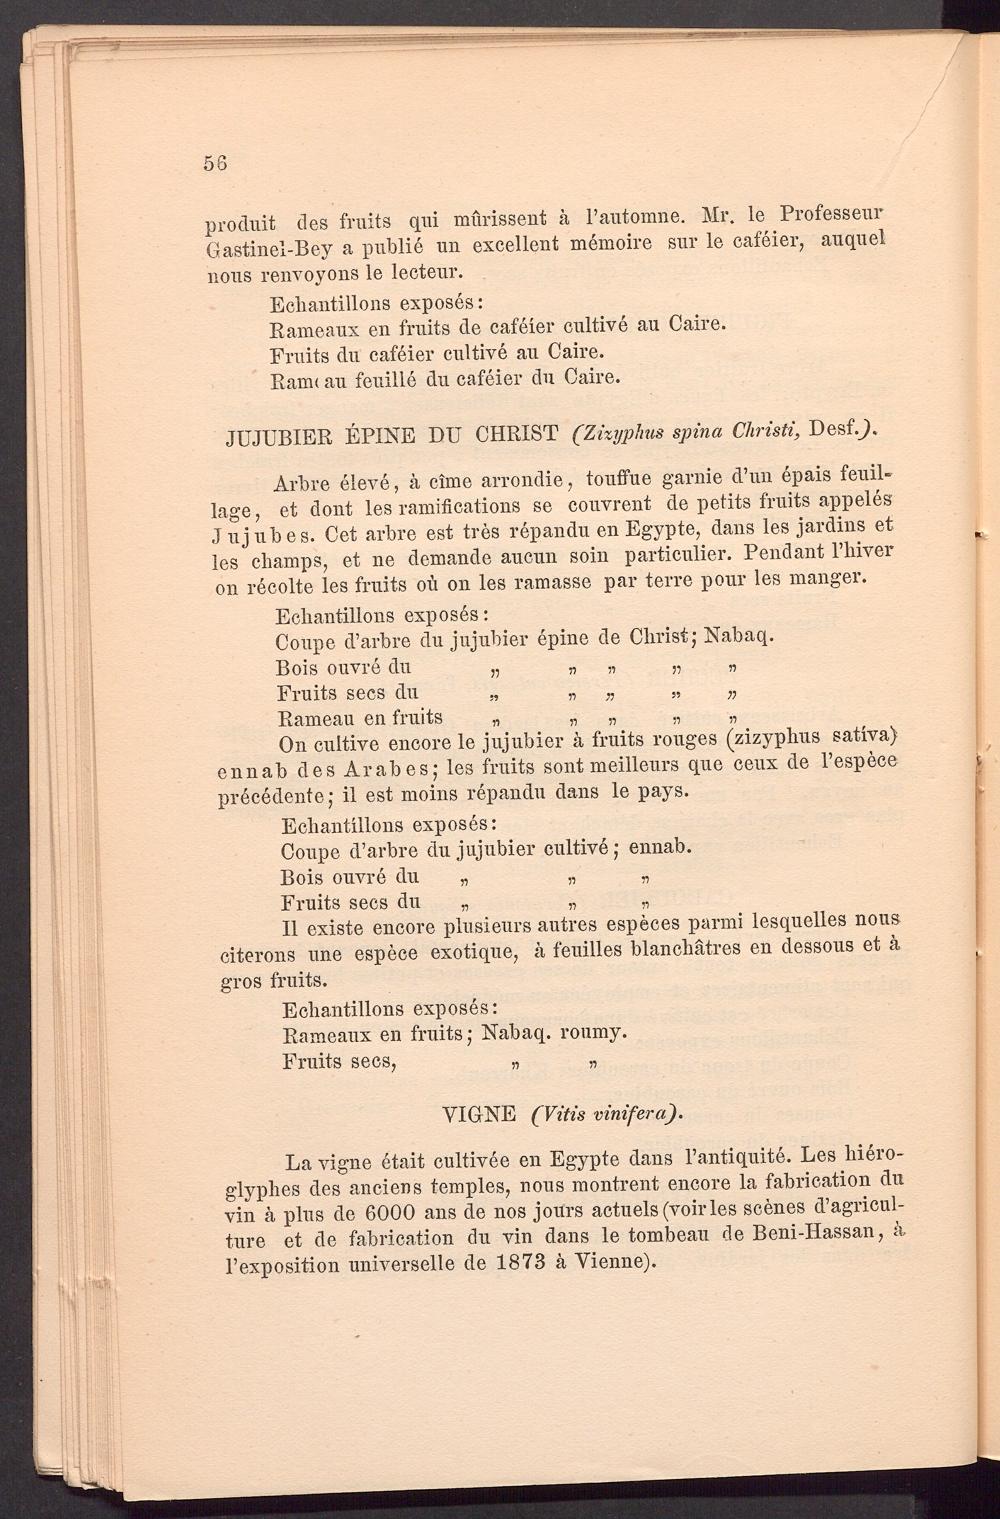 56
produit des fruits qui mûrissent à l'automne. Mr. le Professeur
Gastinel-Bey a publié un excellent mémoire sur le caféier, auquel
nous renvoyons le lecteur.
Echantillons exposés:
Rameaux en fruits de caféier cultivé au Caire.
Fruits du caféier cultivé au Caire.
Rameau feuillé du caféier du Caire.
JUJUBIER ÉPINE DU CHRIST (Zizyphus spina Christi, Desf.).
Arbre élevé, à cîme arrondie, touffue garnie d'un épais feuil-
lage, et dont les ramifications se couvrent de petits fruits appelés
Jujubes. Cet arbre est très répandu en Egypte, dans les jardins et
les champs, et ne demande aucun soin particulier. Pendant l'hiver
on récolte les fruits où on les ramasse par terre pour les manger.
Echantillons exposés:
Coupe d'arbre du jujubier épine de Christ; Nabaq.
Bois ouvré du „ „ „ „ „
Fruits secs du „ „ „ „ „
Rameau en fruits „ „ „ „ „
On cultive encore le jujubier à fruits rouges (zizyphus satíva)
ennab des Arabes; les fruits sont meilleurs que ceux de l'espèce
précédente; il est moins répandu dans le pays.
Echantillons exposés:
Coupe d'arbre du jujubier cultivé; ennab.
Bois ouvré du „ „ „
Fruits secs du „ „ „
Il existe encore plusieurs autres espèces parmi lesquelles nous
citerons une espèce exotique, à feuilles blanchâtres en dessous et à
gros fruits.
Echantillons exposés:
Rameaux en fruits; Nabaq. roumy.
Fruits secs, „ „
VIGNE (Vitis vinifera).
La vigne était cultivée en Egypte dans l'antiquité. Les hiéro-
glyphes des anciens temples, nous montrent encore la fabrication du
vin à plus de 6000 ans de nos jours actuels (voir les scènes d'agricul-
ture et de fabrication du vin dans le tombeau de Beni-Hassan, à
l'exposition universelle de 1873 à Vienne).